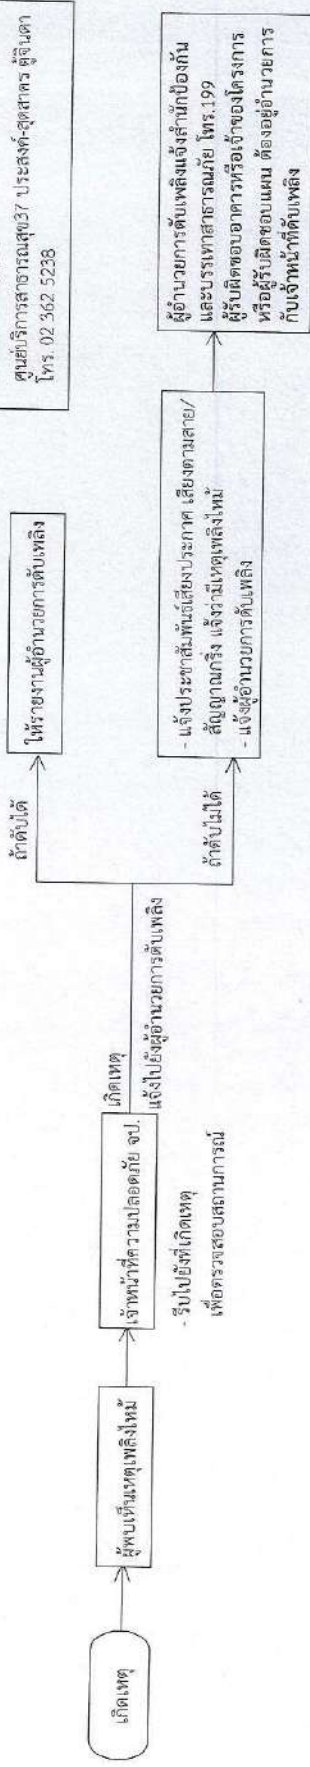 เกิดเหตุ
ผู้พบเห็นเหตุเพลิงไหม้
เจ้าหน้าที่ความปลอดภัย จป.
- รีบไปยังที่เกิดเหตุ
เพื่อตรวจสอบสถานการณ์
เกิดเหตุ
แจ้งไปยังผู้อำนวยการดับเพลิง
ถ้าดับได้
ให้รายงานผู้อำนวยการดับเพลิง
ถ้าดับไม่ได้
- แจ้งประชาสัมพันธ์เสียงประกาศ เสียงตามสาย/
สัญญาณกริ่ง แจ้งว่ามีเหตุเพลิงไหม้
- แจ้งผู้อำนวยการดับเพลิง
ศูนย์บริการสาธารณสุข37 ประสงค์-สุดสาคร ตู้จินดา
โทร. 02 362 5238
ผู้อำนวยการดับเพลิงแจ้งสำนักป้องกัน
และบรรเทาสาธารณภัย โทร.199
ผู้รับผิดชอบอาคารหรือเจ้าของโครงการ
หรือผู้รับผิดชอบแผน ต้องอยู่อำนวยการ
กับเจ้าหน้าที่ดับเพลิง